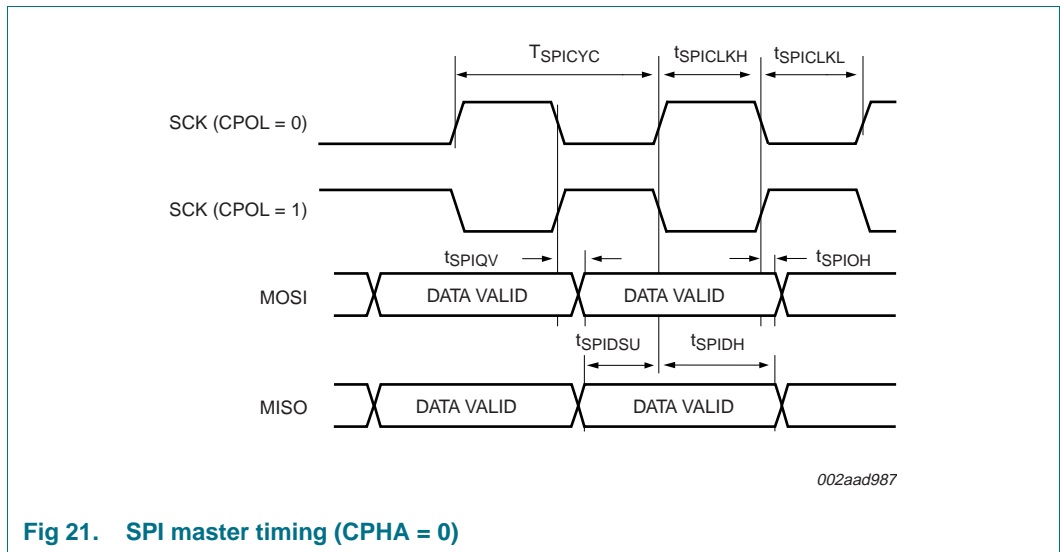 TSPICYC tSPICLKH tSPICLKL
SCK (CPOL = 0)
SCK (CPOL = 1)
tSPIQV tSPIOH
MOSI DATA VALID DATA VALID
tSPIDSU tSPIDH
MISO DATA VALID DATA VALID
002aad987
Fig 21. SPI master timing (CPHA = 0)